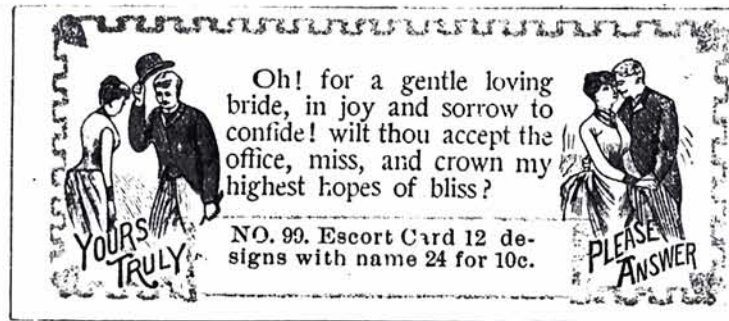 Oh! for a gentle loving
bride, in joy and sorrow to
confide! wilt thou accept the
office, miss, and crown my
highest hopes of bliss?
NO. 99. Escort Card 12 de-
signs with name 24 for 10c.
YOURS
TRULY
PLEASE
ANSWER